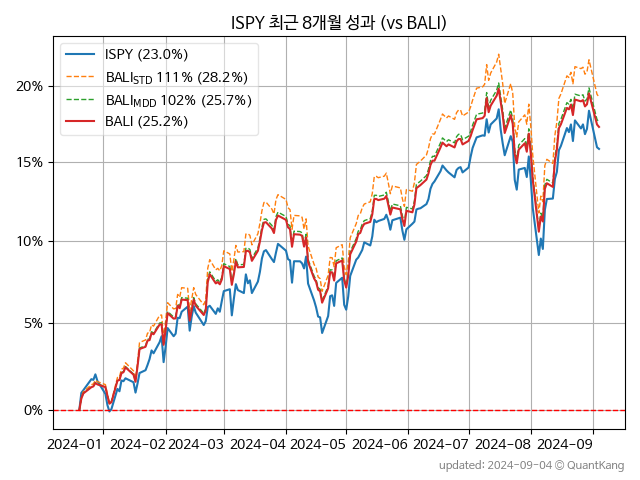 ISPY 최근 8개월 성과 (vs BALI)
ISPY (23.0%)
BALISTD 111% (28.2%)
BALIMDD 102% (25.7%)
BALI (25.2%)
20%
15%
10%
5%
0%
2024-01 2024-02 2024-03 2024-04 2024-05 2024-06 2024-07 2024-08 2024-09
updated: 2024-09-04 © QuantKang